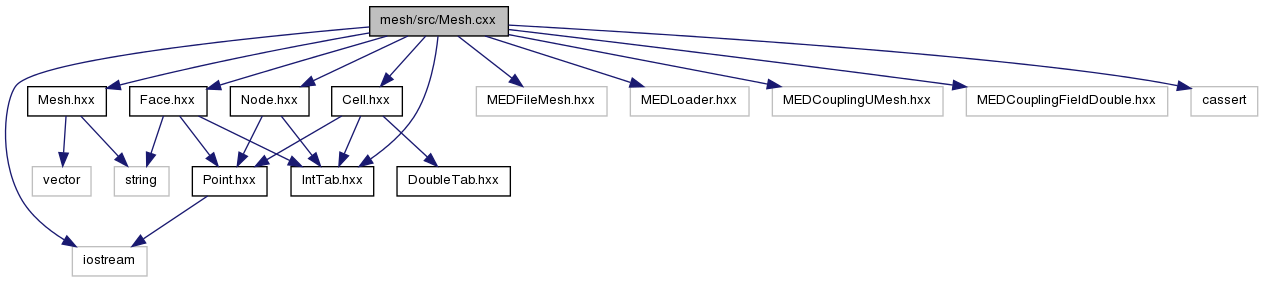 mesh/src/Mesh.cxx
Mesh.hxx
Face.hxx
Node.hxx
Cell.hxx
MEDFileMesh.hxx
MEDLoader.hxx
MEDCouplingUMesh.hxx
MEDCouplingFieldDouble.hxx
cassert
vector
string
Point.hxx
IntTab.hxx
DoubleTab.hxx
iostream